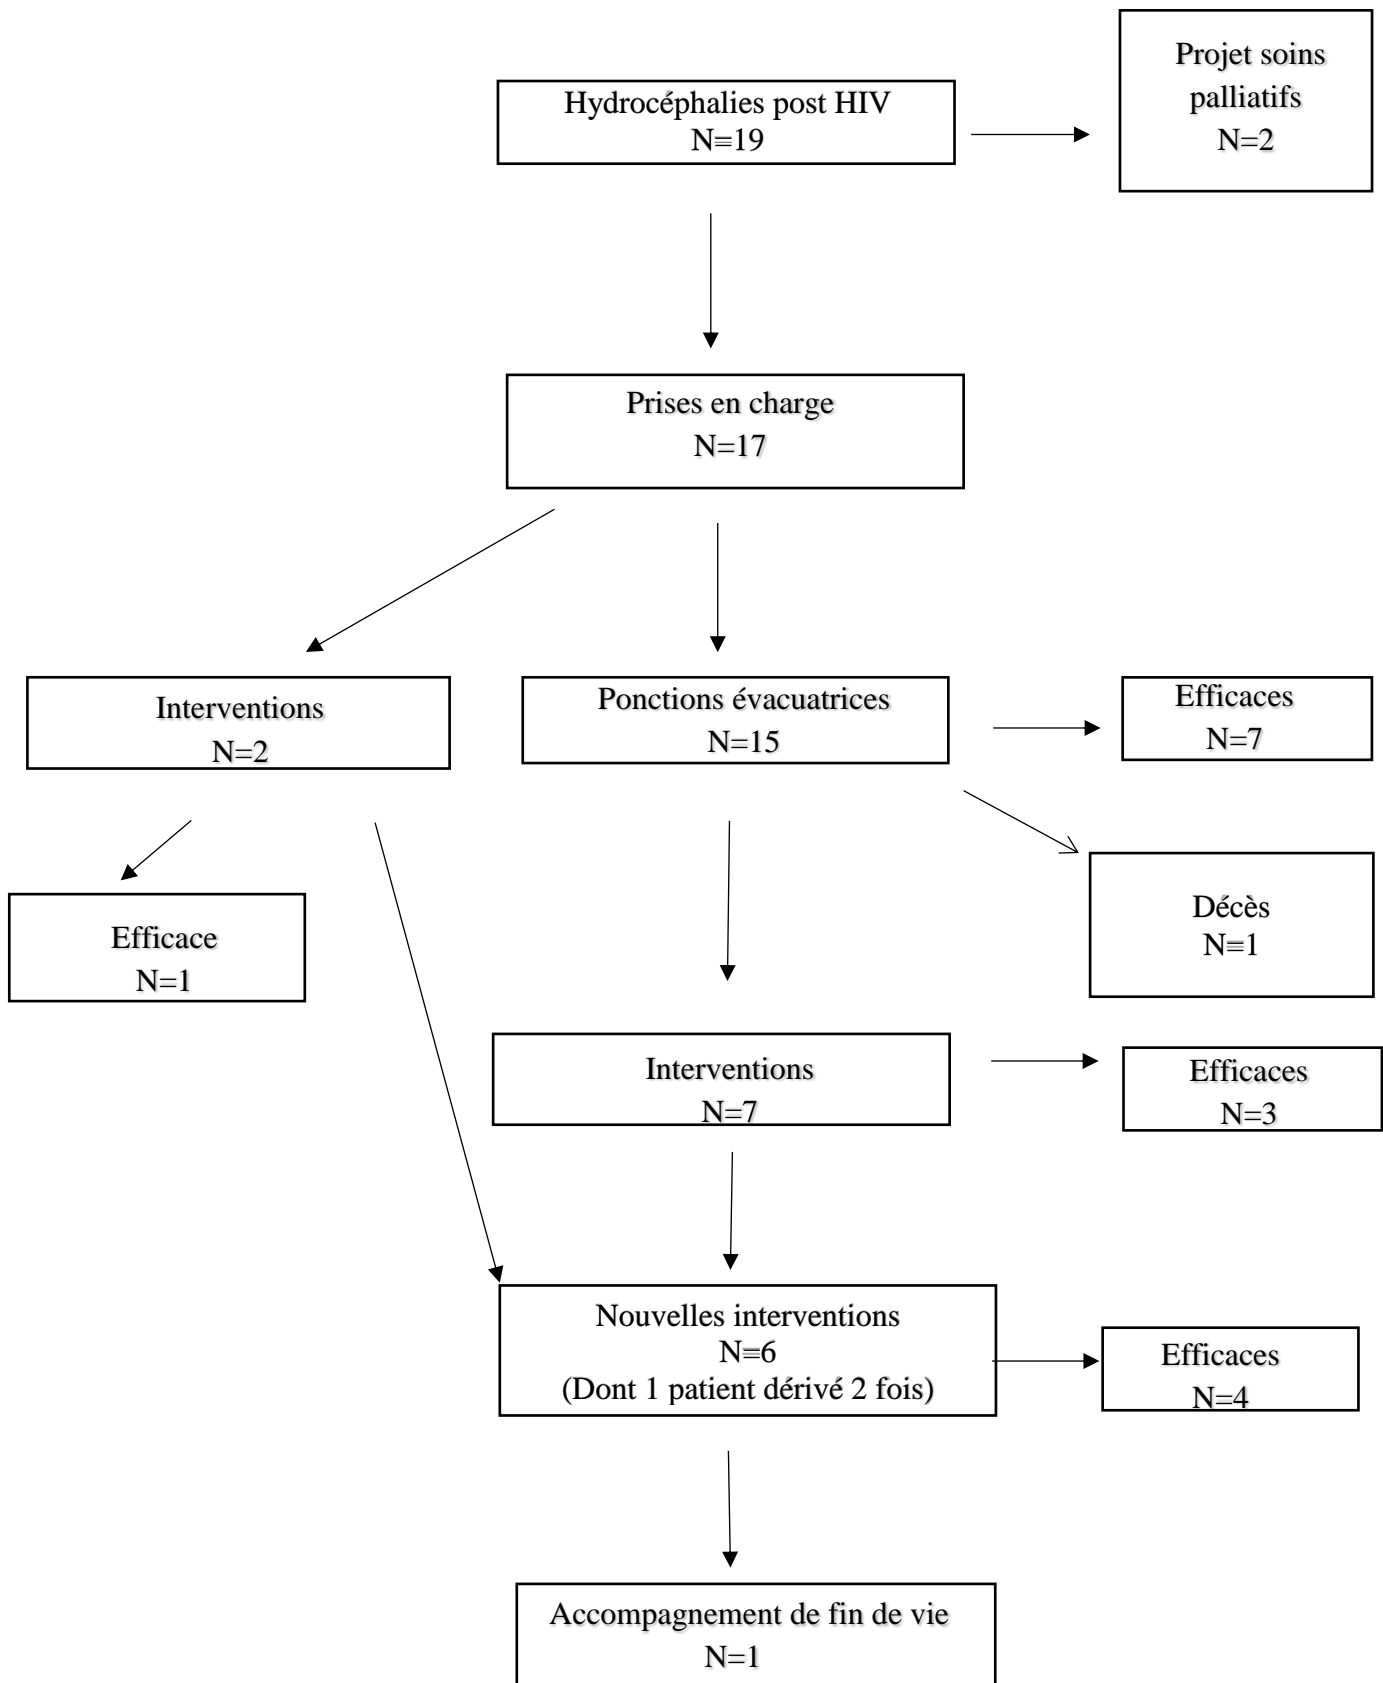 Projet soins
palliatifs
N=2
Hydrocéphalies post HIV
N=19
Prises en charge
N=17
Interventions
N=2
Ponctions évacuatrices
N=15
Efficaces
N=7
Efficace
N=1
Décès
N=1
Interventions
N=7
Efficaces
N=3
Nouvelles interventions
N=6
(Dont 1 patient dérivé 2 fois)
Efficaces
N=4
Accompagnement de fin de vie
N=1